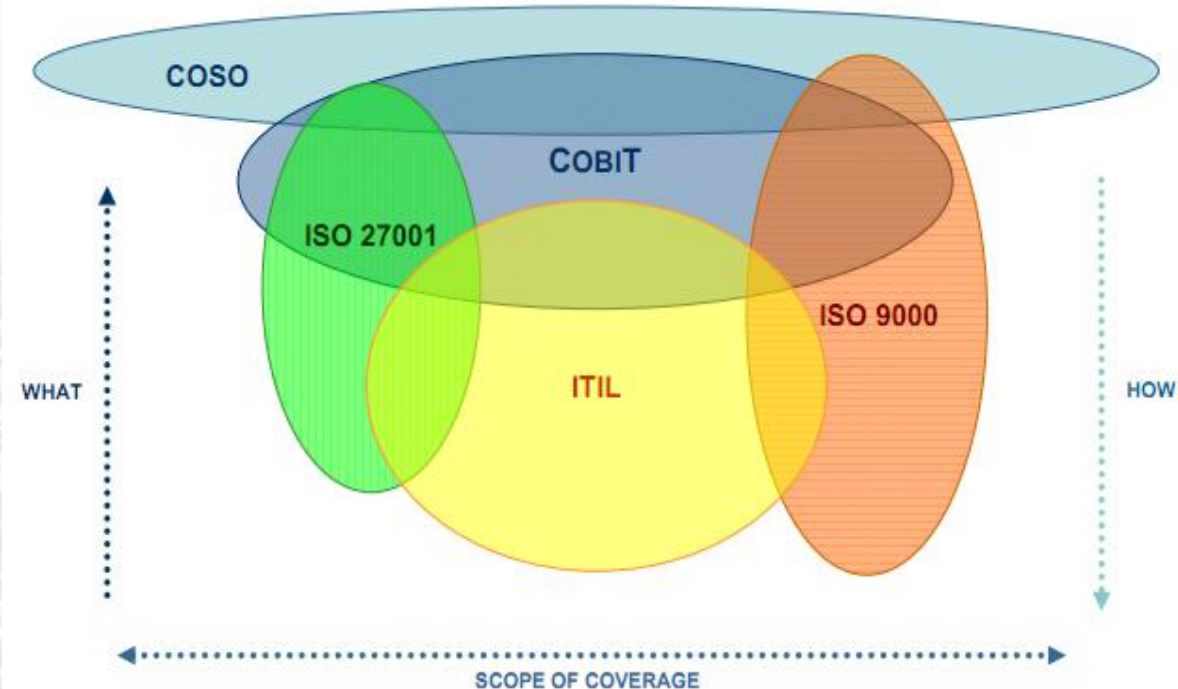 COSO
COBIT
ISO 27001
ISO 9000
ITIL
WHAT
HOW
SCOPE OF COVERAGE